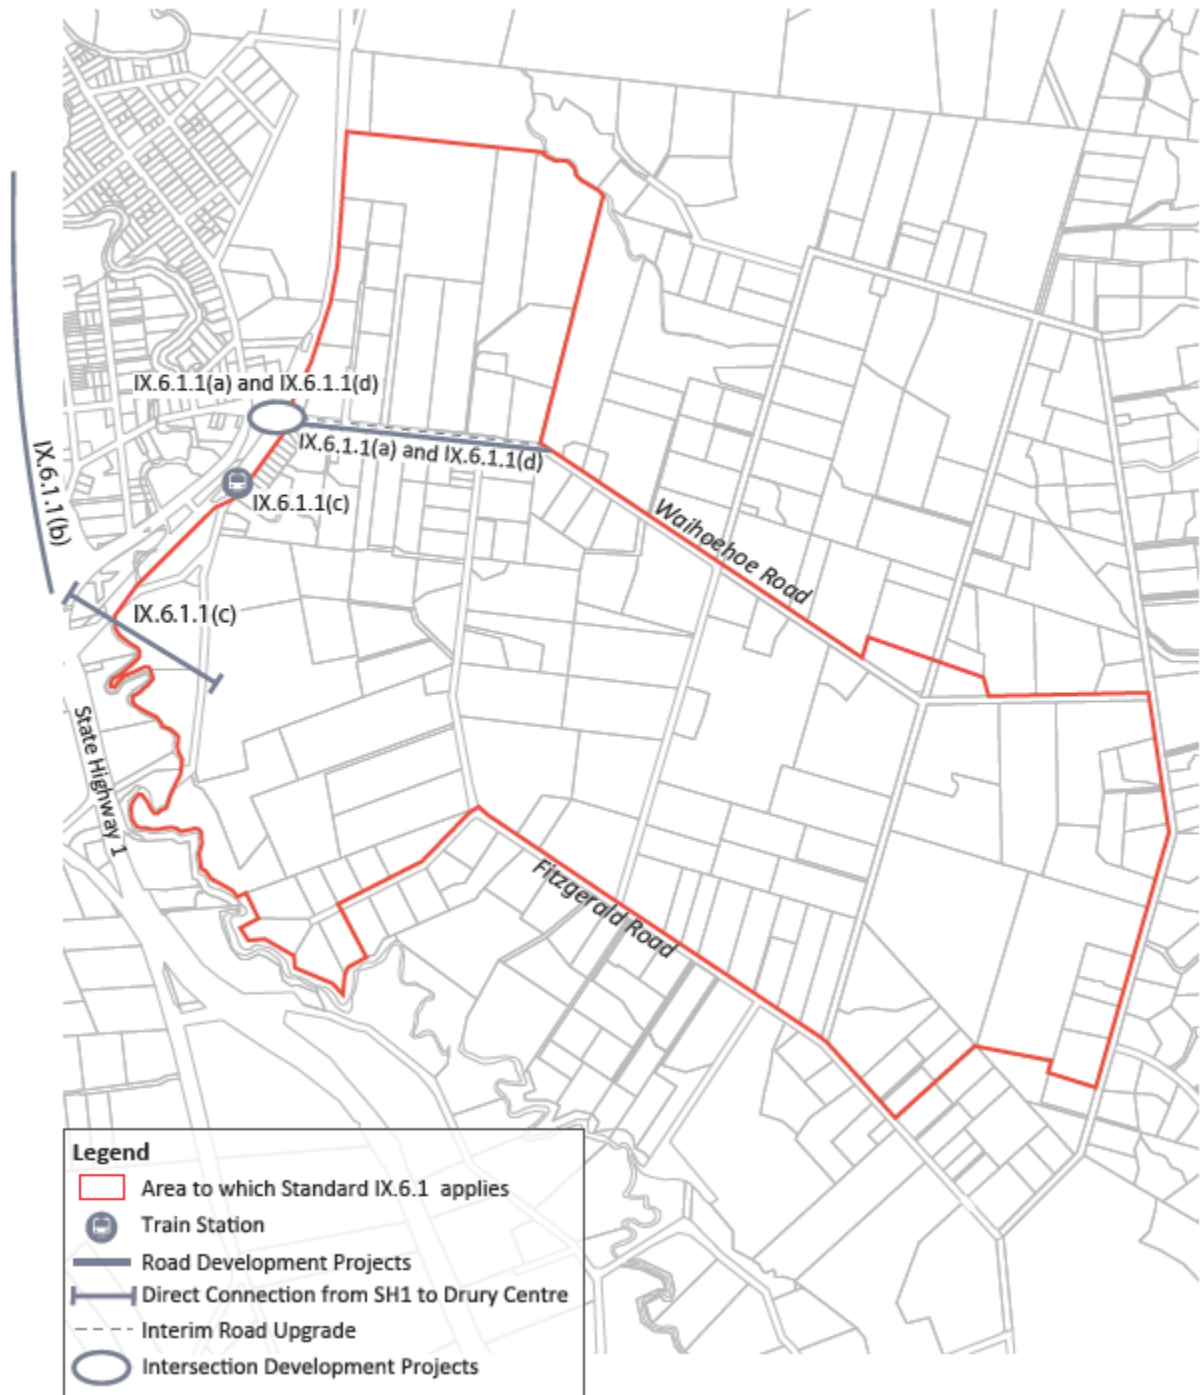 IX.6.1.1(a) and IX.6.1.1(d)
IX.6.1.1(a) and IX.6.1.1(d)
IX.6.1.1(b)
IX.6.1.1(c)
Waihoehoe Road
IX.6.1.1(c)
State Highway 1
Fitzgerald Road
Legend
Area to which Standard IX.6.1 applies
Train Station
Road Development Projects
Direct Connection from SH1 to Drury Centre
Interim Road Upgrade
Intersection Development Projects